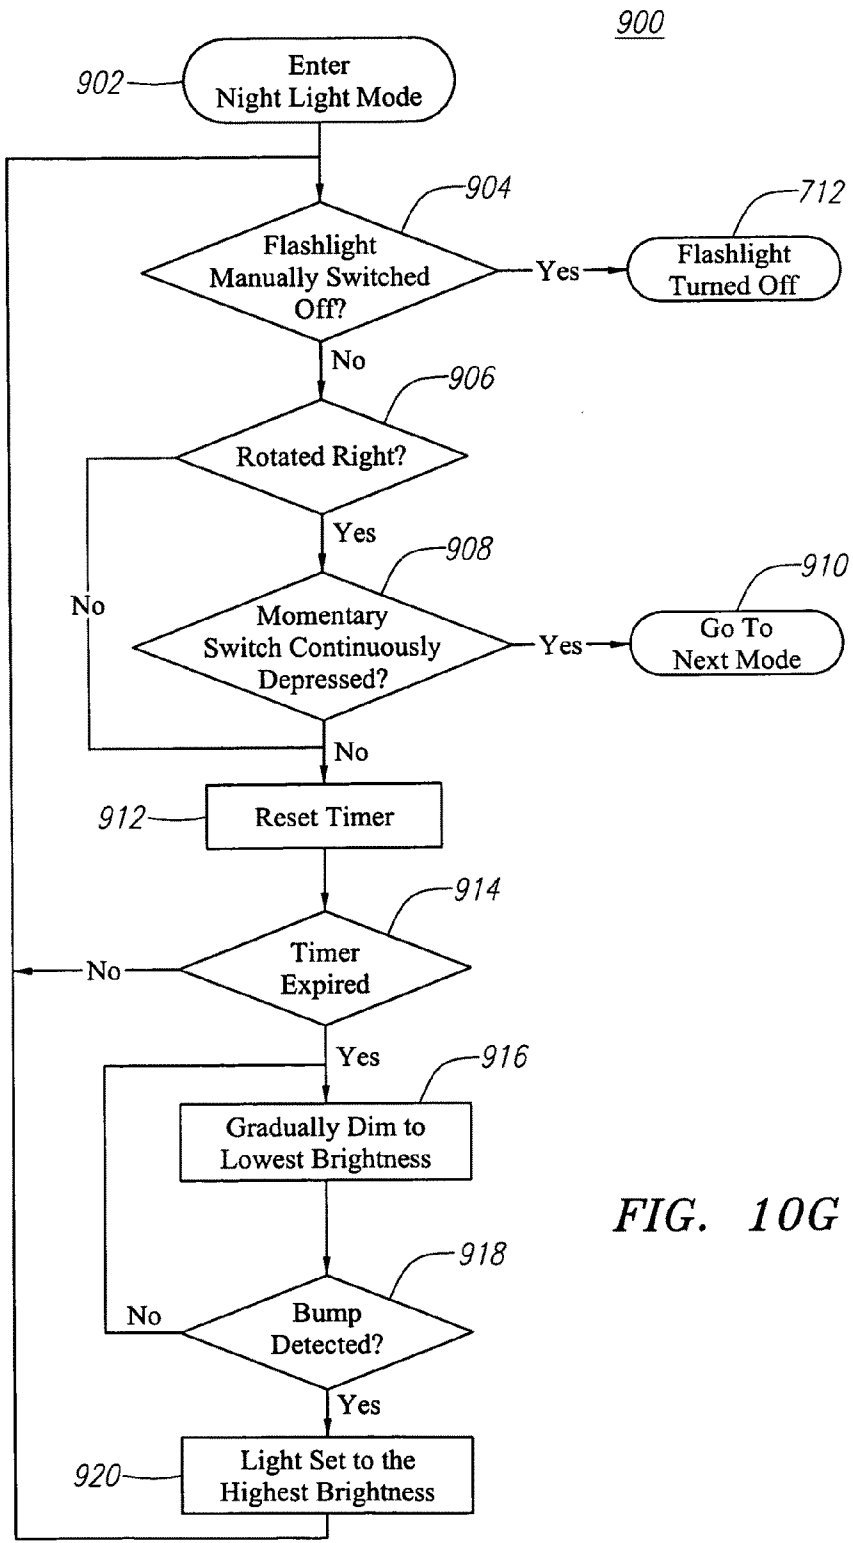 900
902
Enter
Night Light Mode
904
712
Flashlight
Manually Switched
Off?
Yes
Flashlight
Turned Off
No
906
Rotated Right?
Yes
908
910
No
Momentary
Switch Continuously
Depressed?
Yes
Go To
Next Mode
No
912
Reset Timer
914
Timer
Expired
No
Yes
916
Gradually Dim to
Lowest Brightness
FIG. 10G
918
No
Bump
Detected?
Yes
920
Light Set to the
Highest Brightness